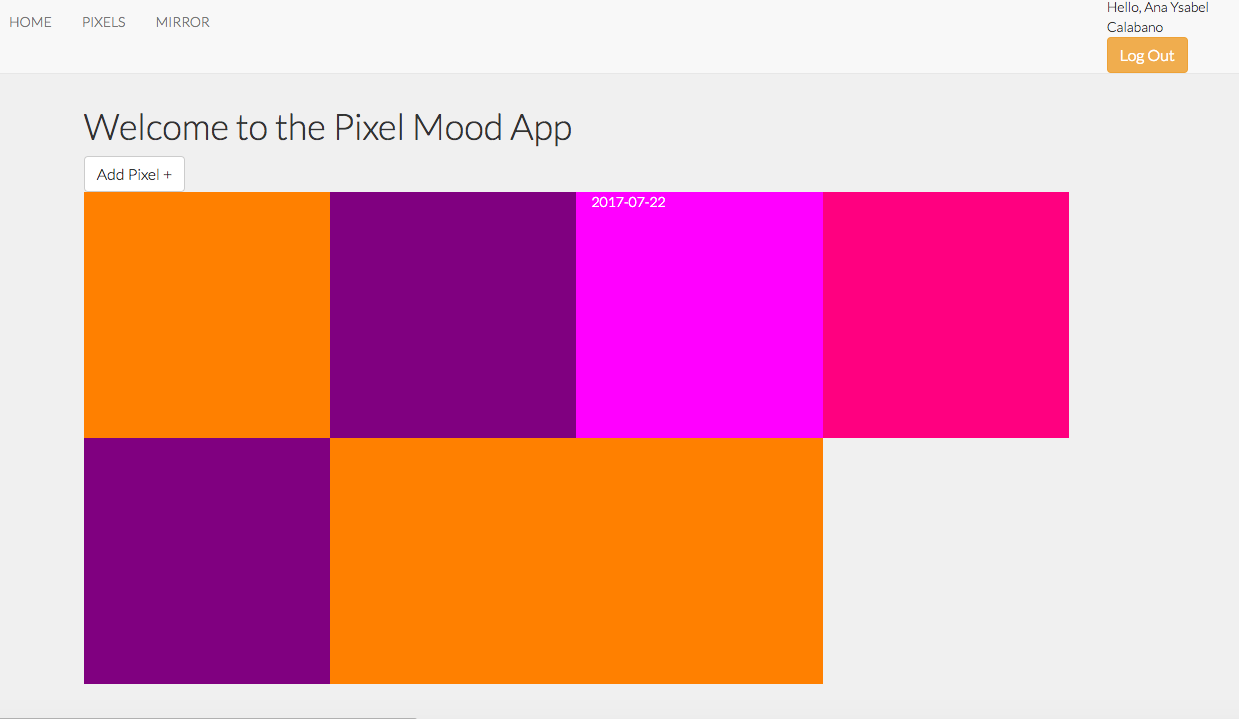 HOME PIXELS MIRROR
Hello, Ana Ysabel
Calabano
Log Out
Welcome to the Pixel Mood App
Add Pixel +
2017-07-22